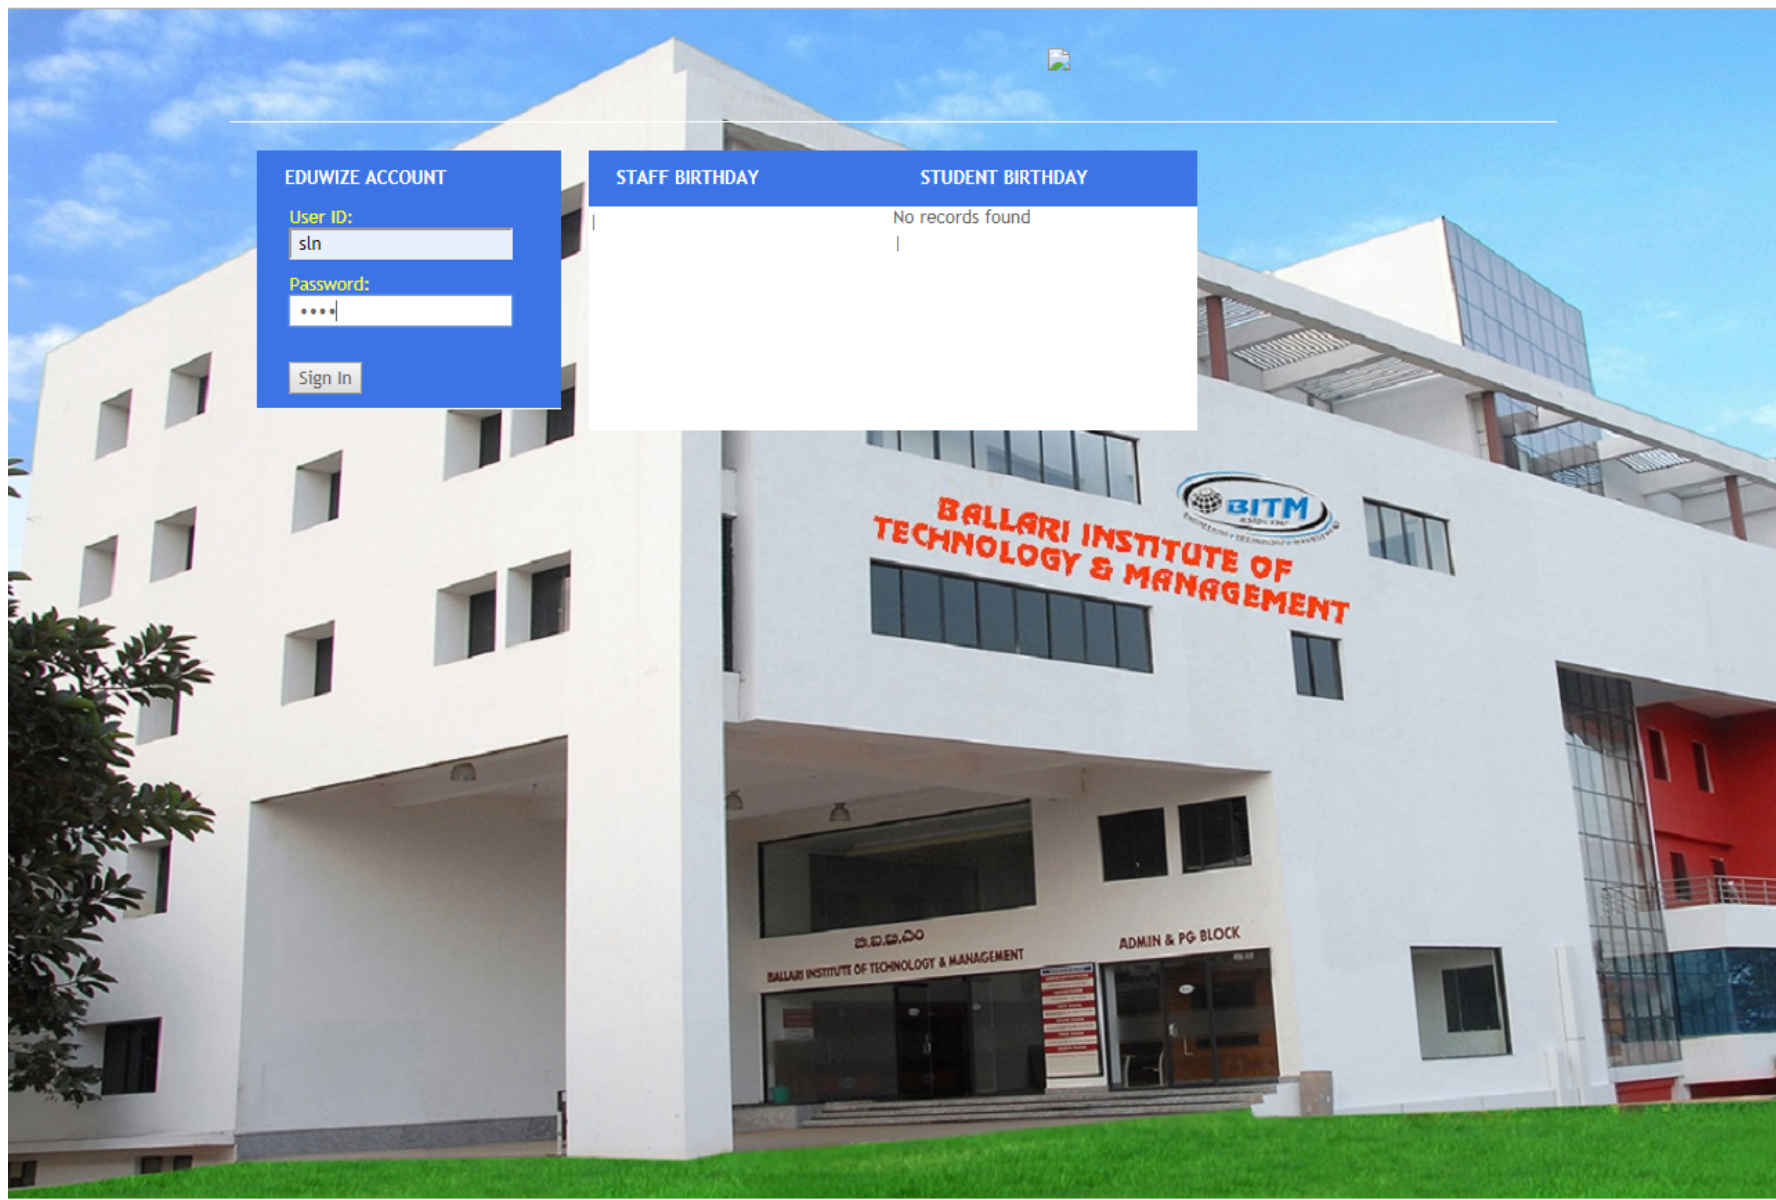 EDUWIZE ACCOUNT
User ID:
sln
Password:
••••
Sign In
STAFF BIRTHDAY
STUDENT BIRTHDAY
|
No records found
|
BITM
BALLARI INSTITUTE OF
TECHNOLOGY & MANAGEMENT
ಬಿ.ಐ.ಟಿ.ಎಂ
BALLARI INSTITUTE OF TECHNOLOGY & MANAGEMENT
ADMIN & PG BLOCK